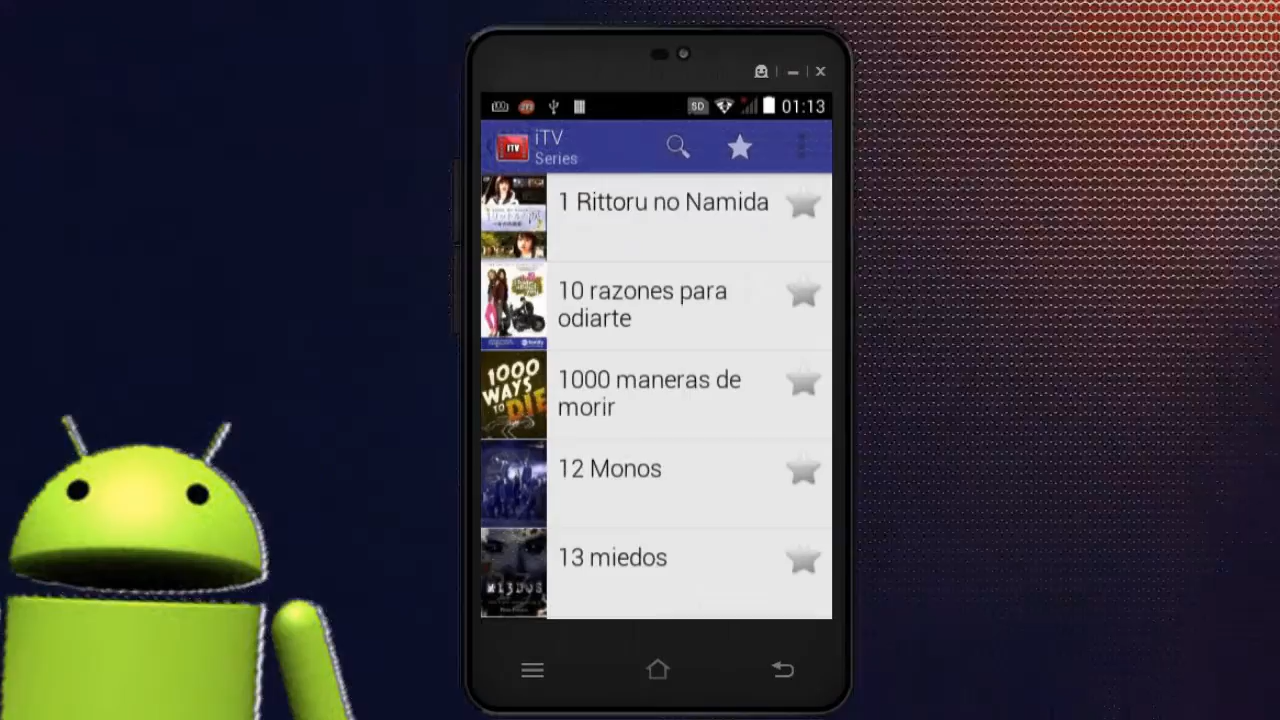 01:13
iTV
Series
1 Rittoru no Namida
10 razones para
odiarte
1000 WAYS TO DIE
1000 maneras de
morir
12 Monos
M13DOS
13 miedos